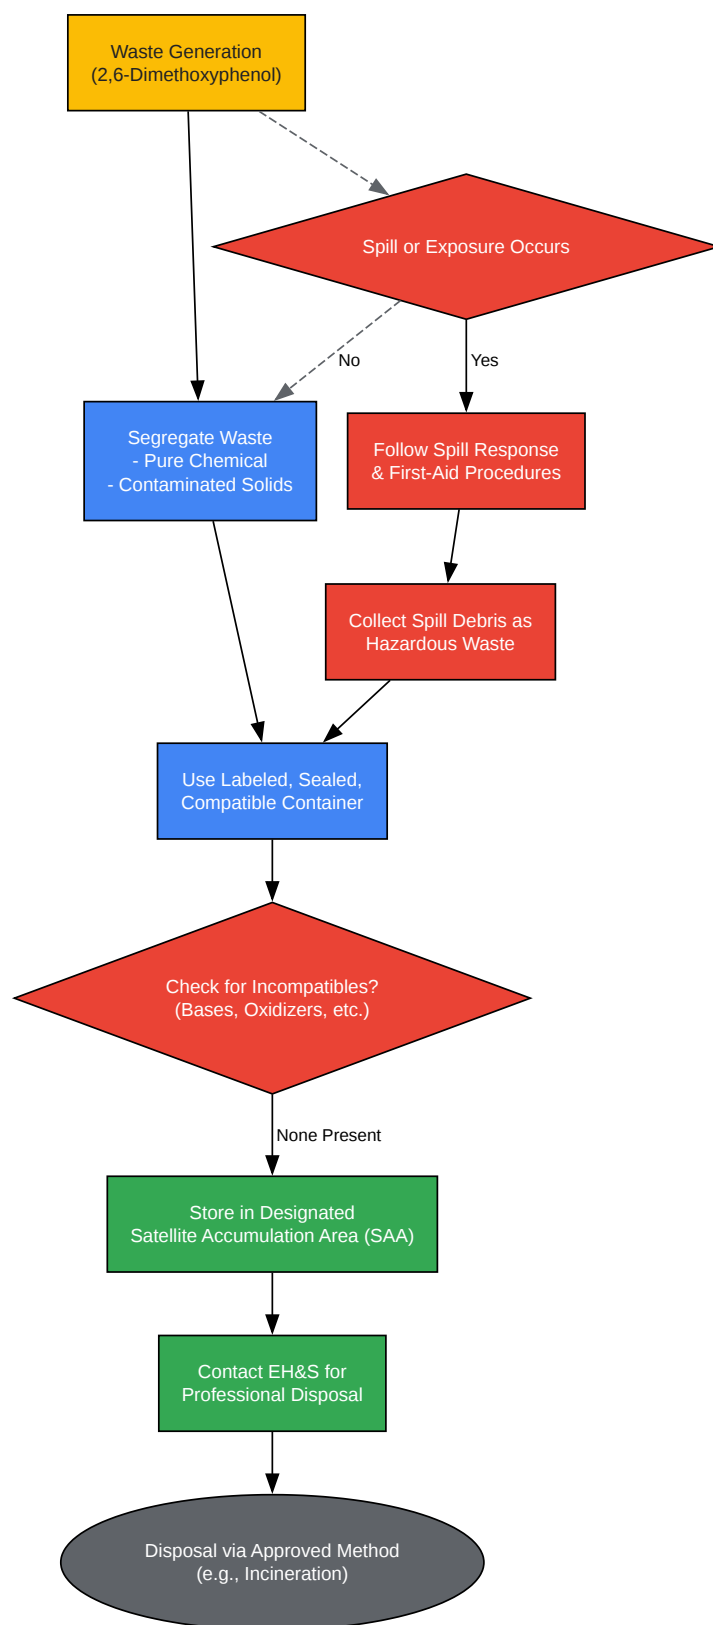 Waste Generation
(2,6-Dimethoxyphenol)
Spill or Exposure Occurs
No
Yes
Segregate Waste
- Pure Chemical
- Contaminated Solids
Follow Spill Response
& First-Aid Procedures
Collect Spill Debris as
Hazardous Waste
Use Labeled, Sealed,
Compatible Container
Check for Incompatibles?
(Bases, Oxidizers, etc.)
None Present
Store in Designated
Satellite Accumulation Area (SAA)
Contact EH&S for
Professional Disposal
Disposal via Approved Method
(e.g., Incineration)